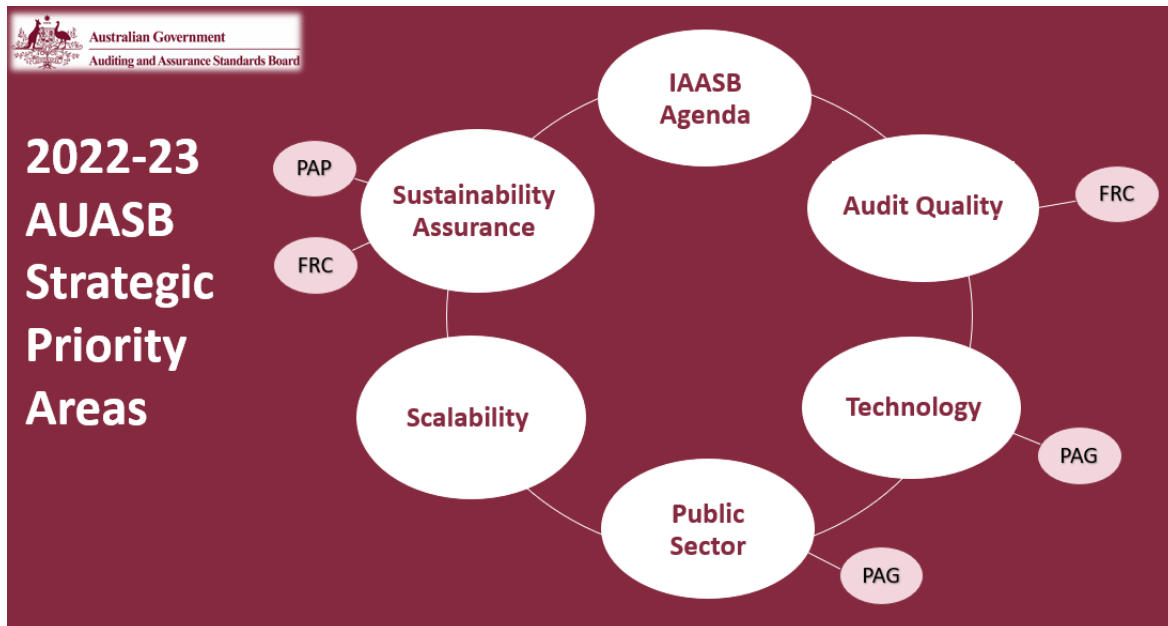 Australian Government
Auditing and Assurance Standards Board
2022-23
AUASB
Strategic
Priority
Areas
IAASB
Agenda
Audit Quality
FRC
Technology
PAG
Public
Sector
PAG
Scalability
Sustainability
Assurance
PAP
FRC